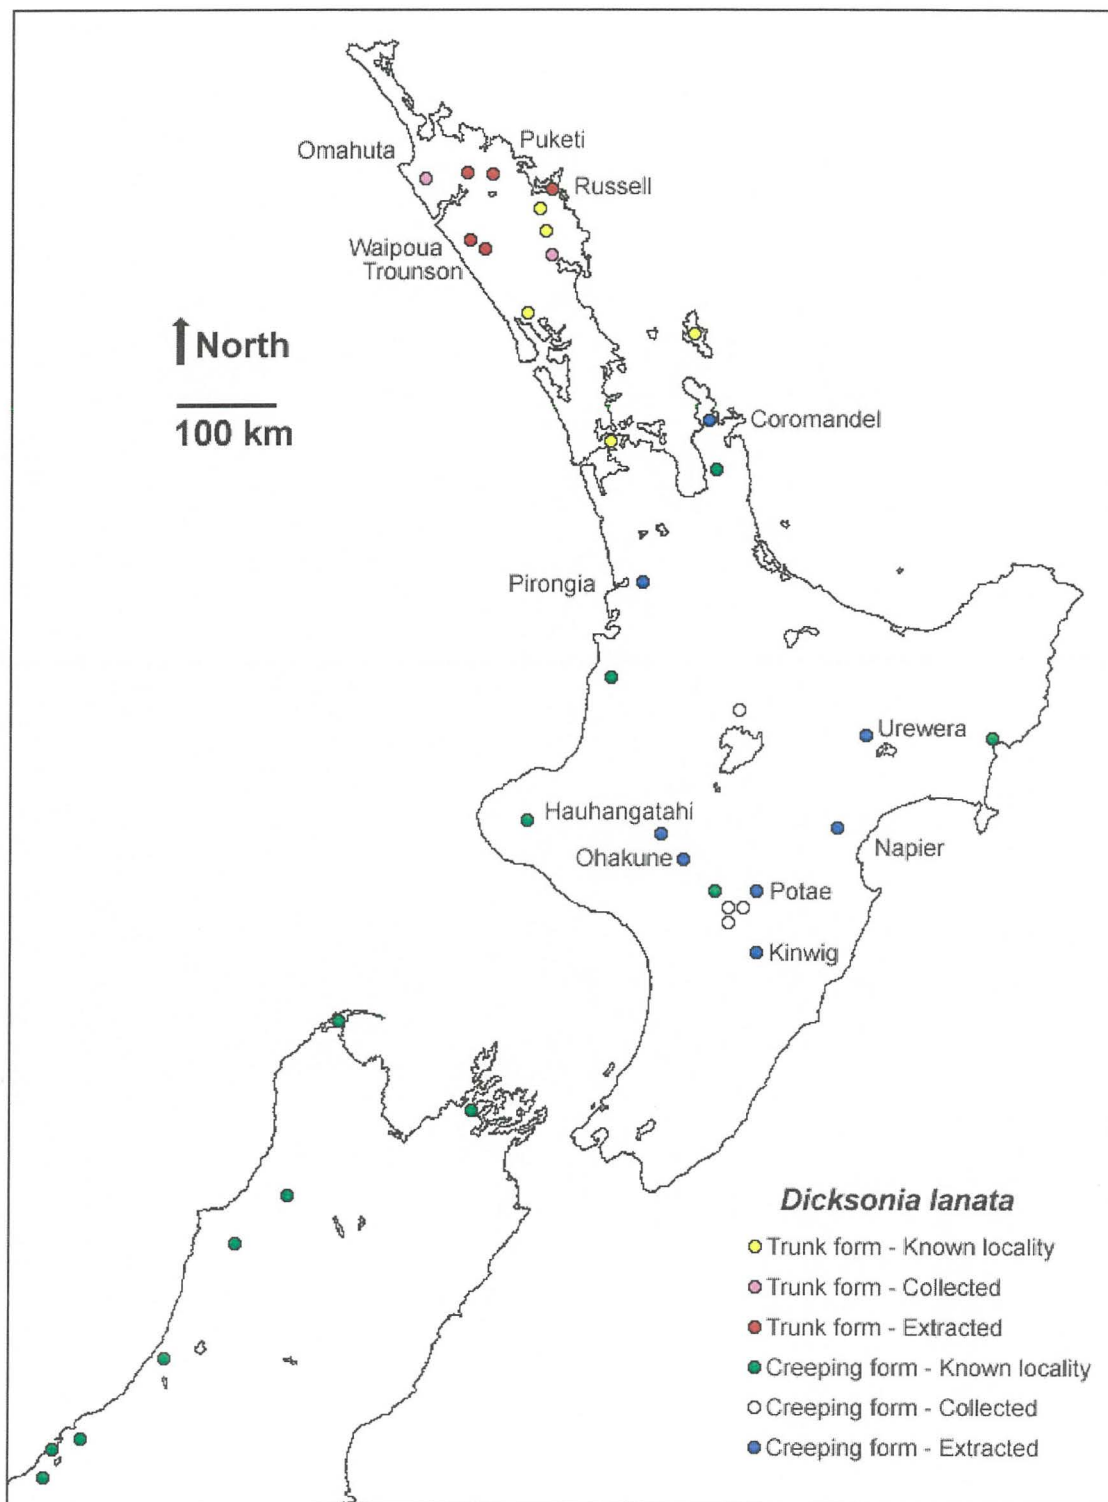 Puketi
Omahuta
Russell
Waipoua
Trounson
North
100 km
Coromandel
Pirongia
Urewera
Hauhangatahi
Napier
Ohakune
Potae
Kinwig
Dicksonia lanata
Trunk form - Known locality
Trunk form - Collected
Trunk form - Extracted
Creeping form - Known locality
Creeping form - Collected
Creeping form - Extracted